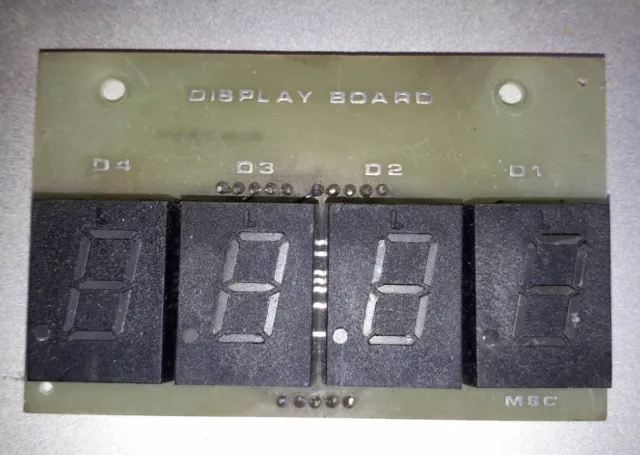 DISPLAY BOARD
D4 D3 D2 D1
L L L L
MSC